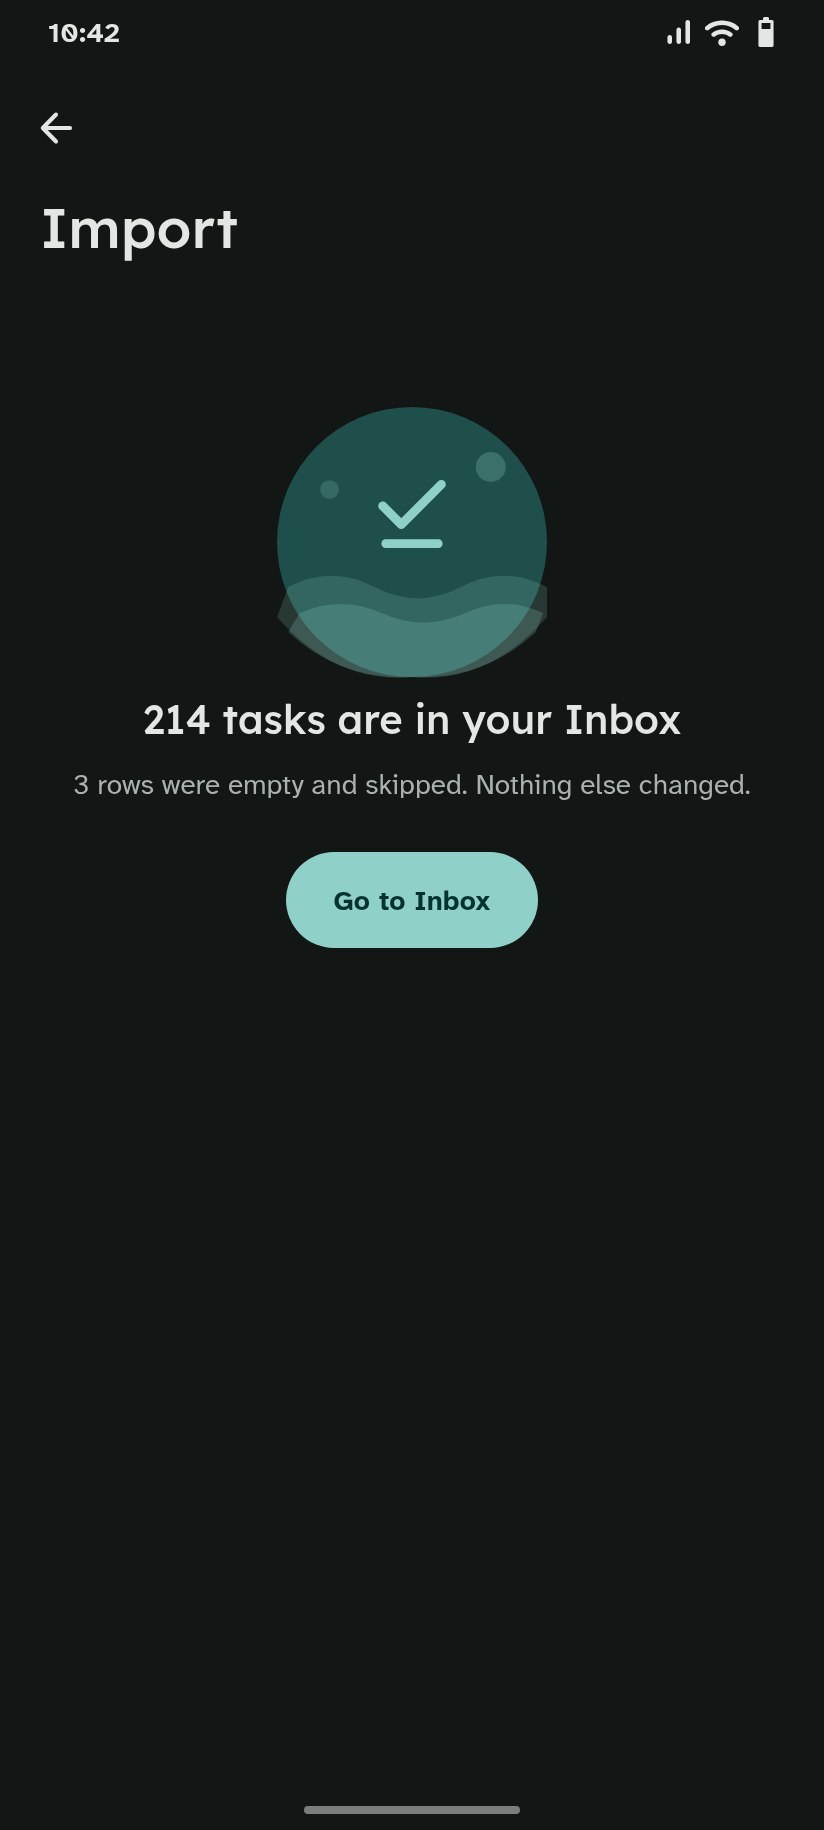 10:42
Import
214 tasks are in your Inbox
3 rows were empty and skipped. Nothing else changed.
Go to Inbox